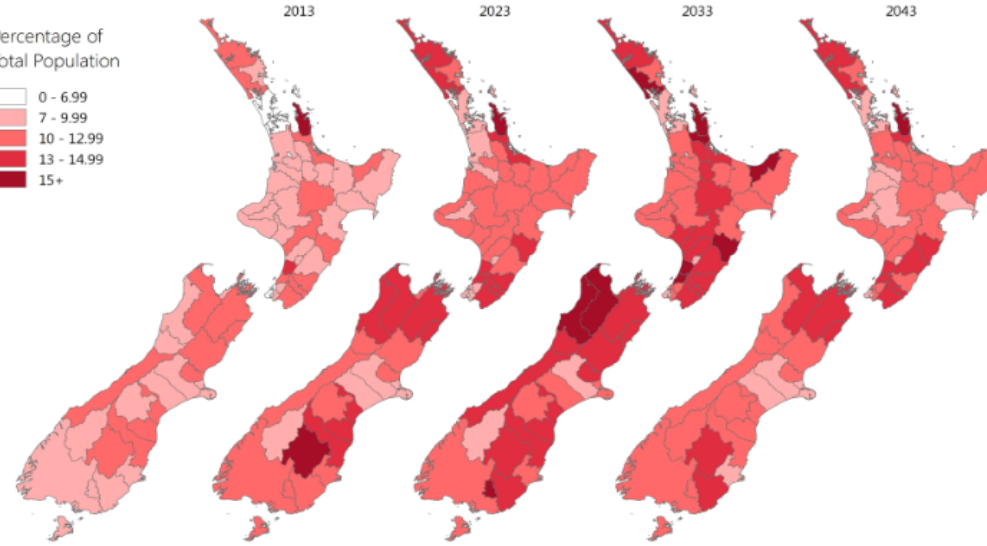 2013
2023
2033
2043
ercentage of
otal Population
0 - 6.99
7 - 9.99
10 - 12.99
13 - 14.99
15+